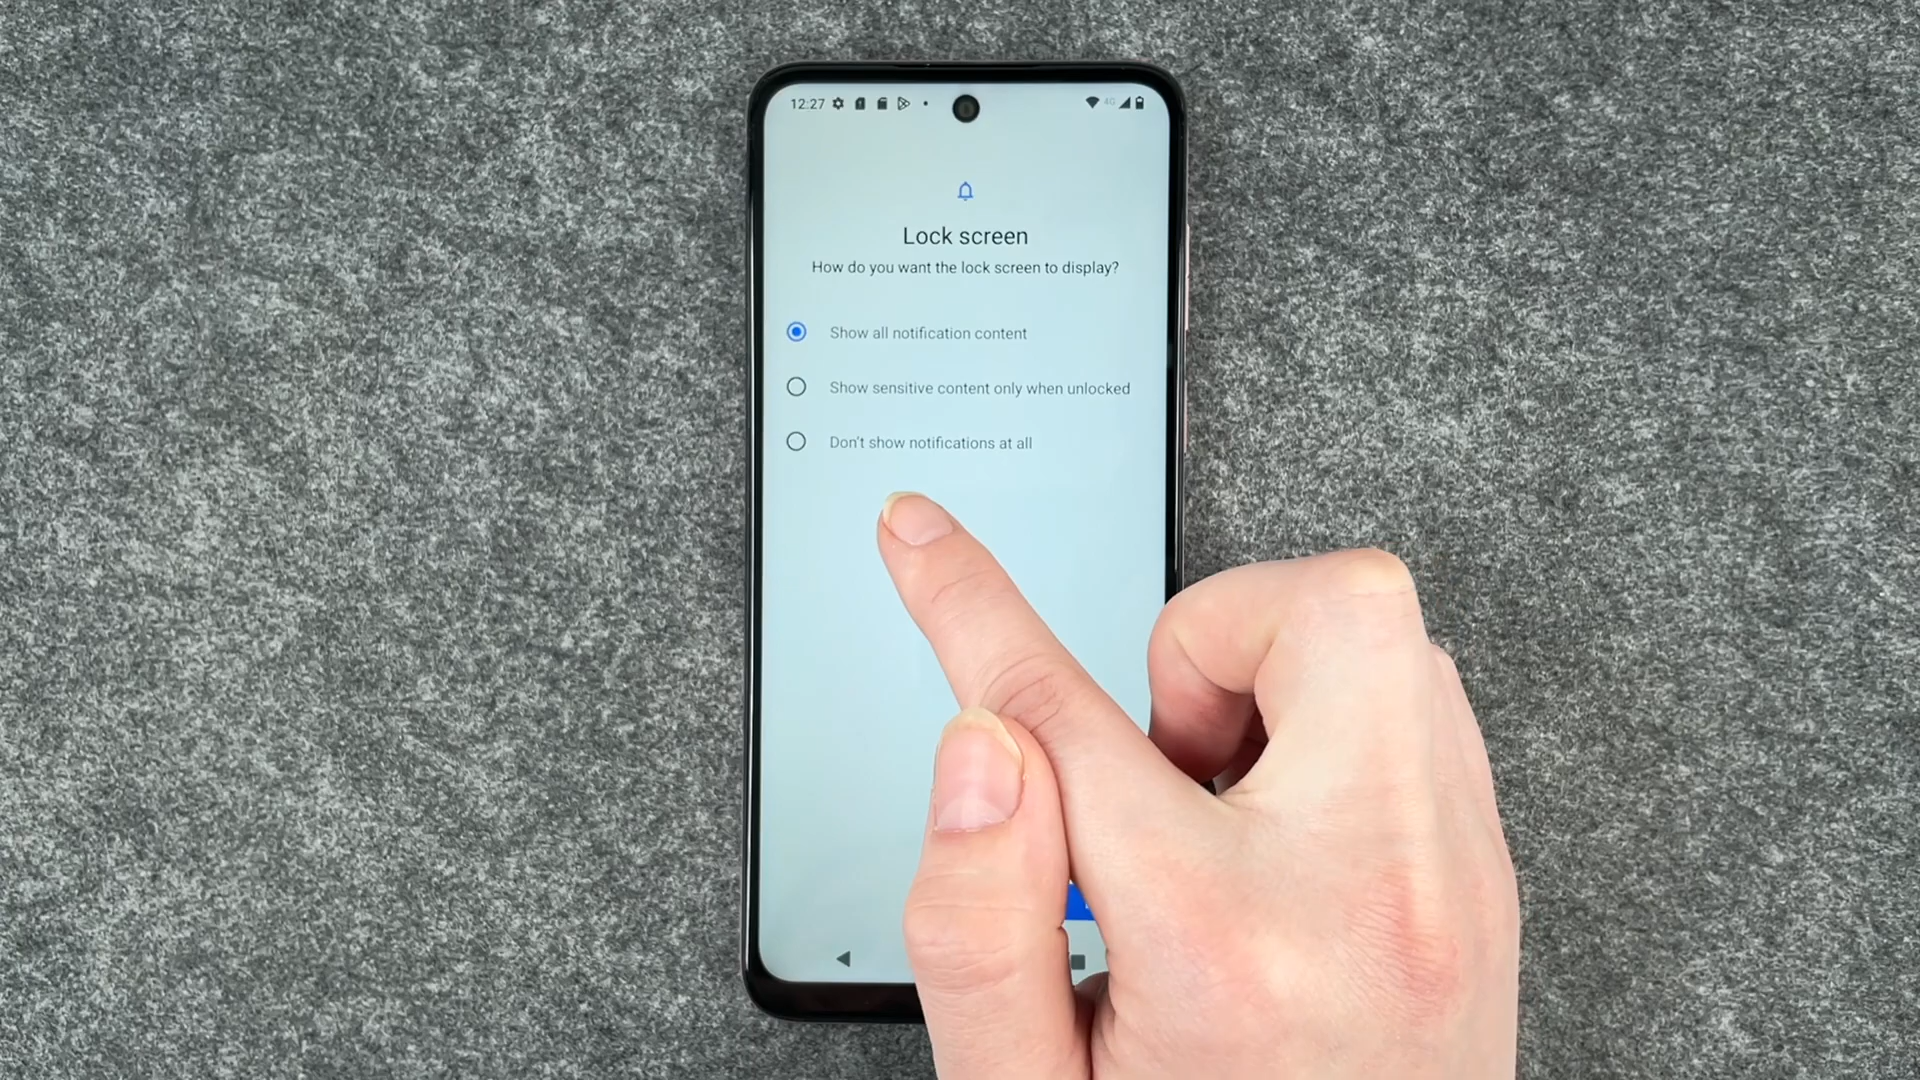 12:27 4G
Lock screen
How do you want the lock screen to display?
Show all notification content
Show sensitive content only when unlocked
Don't show notifications at all